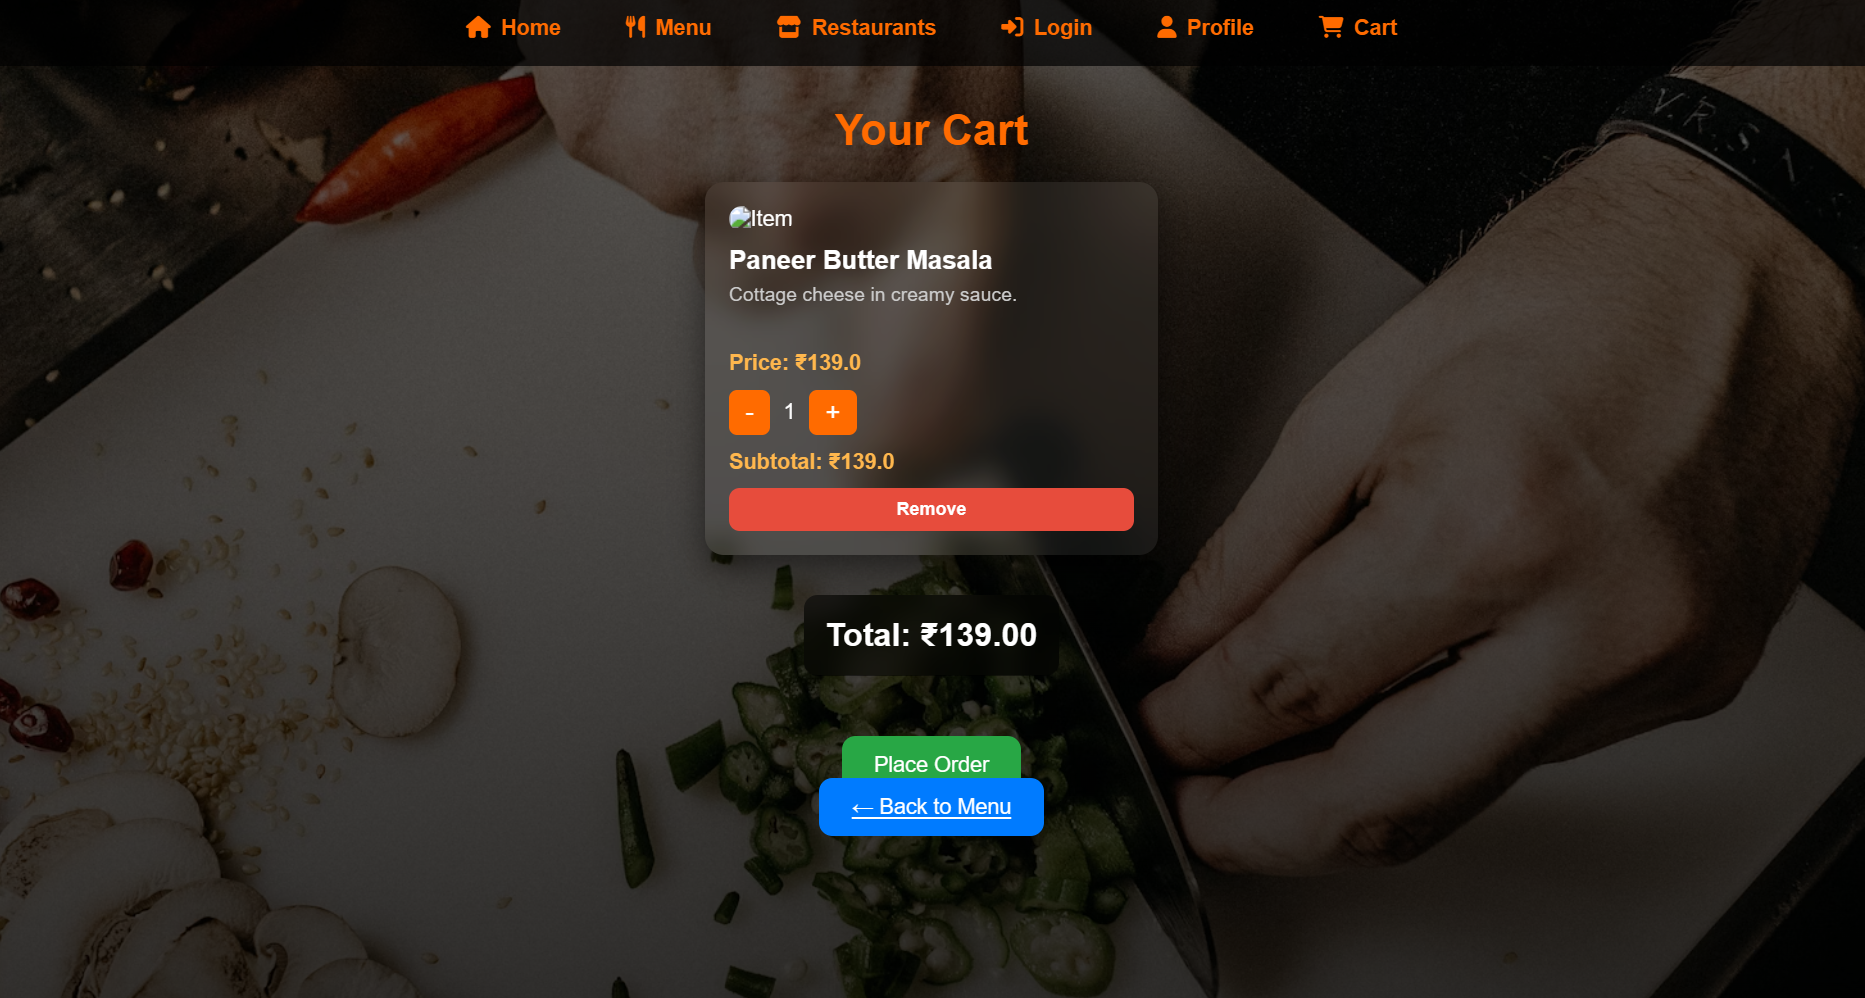 Home Menu Restaurants Login Profile Cart
Your Cart
Item
Paneer Butter Masala
Cottage cheese in creamy sauce.
Price: ₹139.0
- 1 +
Subtotal: ₹139.0
Remove
Total: ₹139.00
Place Order
← Back to Menu
V.R.S.